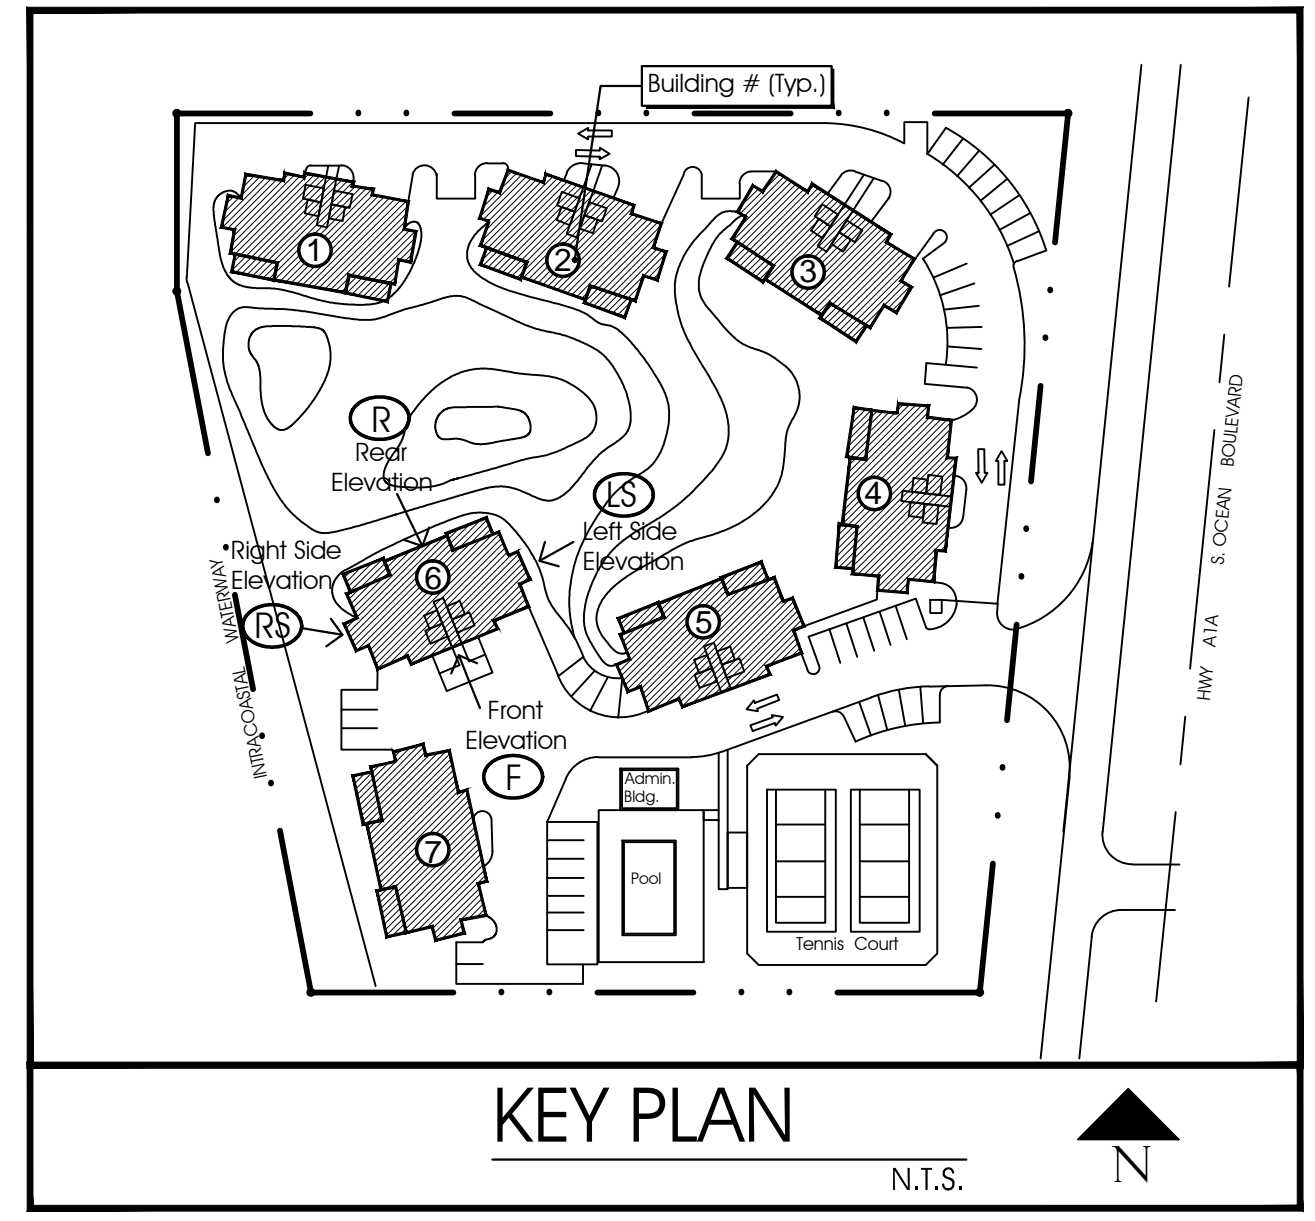 Building # (Typ.)
1
2
3
R
Rear
Elevation
LS
Left Side
Elevation
4
Right Side
Elevation
RS
6
5
Front
Elevation
F
7
Admin.
Bldg.
Pool
Tennis Court
INTRACOASTAL WATERWAY
HWY A1A S. OCEAN BOULEVARD
KEY PLAN
N.T.S.
N